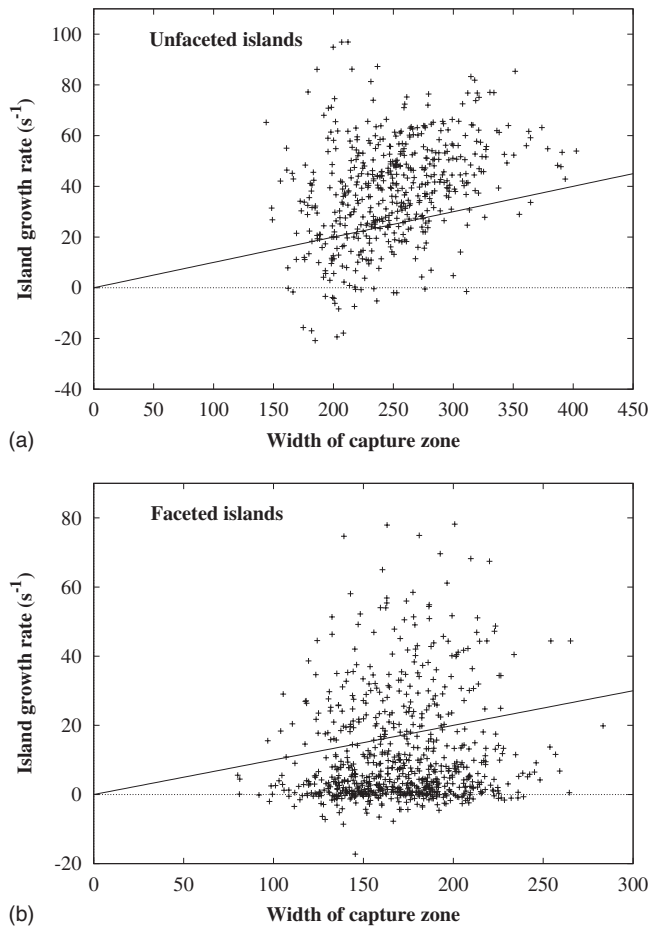 Unfaceted islands
Island growth rate (s-1)
100
80
60
40
20
0
-20
-40
0 50 100 150 200 250 300 350 400 450
(a) Width of capture zone
Faceted islands
Island growth rate (s-1)
80
60
40
20
0
-20
0 50 100 150 200 250 300
(b) Width of capture zone